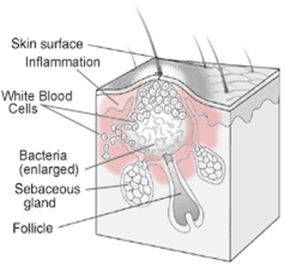 Skin surface
Inflammation
White Blood
Cells
Bacteria
(enlarged)
Sebaceous
gland
Follicle